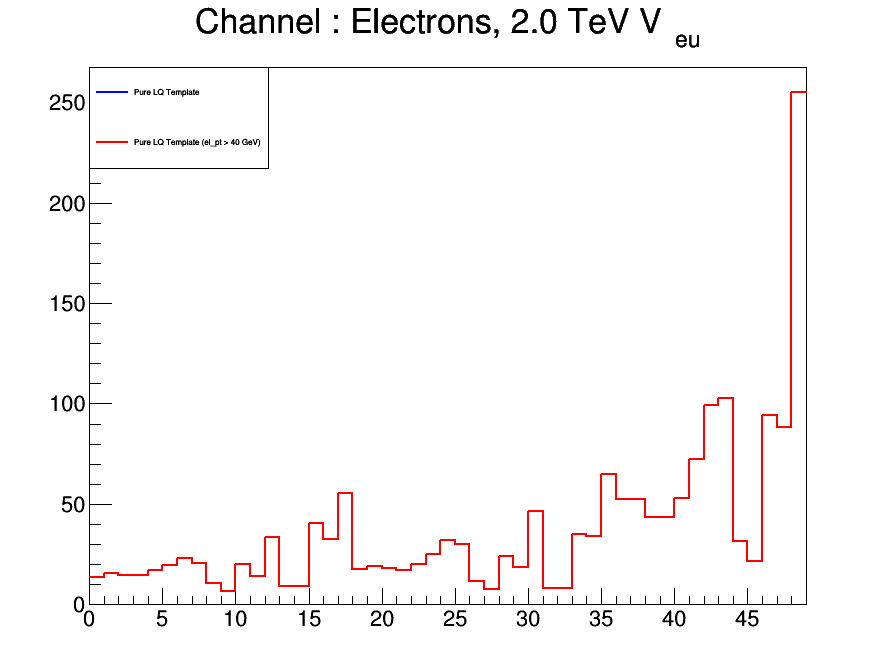 Channel : Electrons, 2.0 TeV V eu
Pure LQ Template
Pure LQ Template (el_pt > 40 GeV)
250
200
150
100
50
0
0 5 10 15 20 25 30 35 40 45